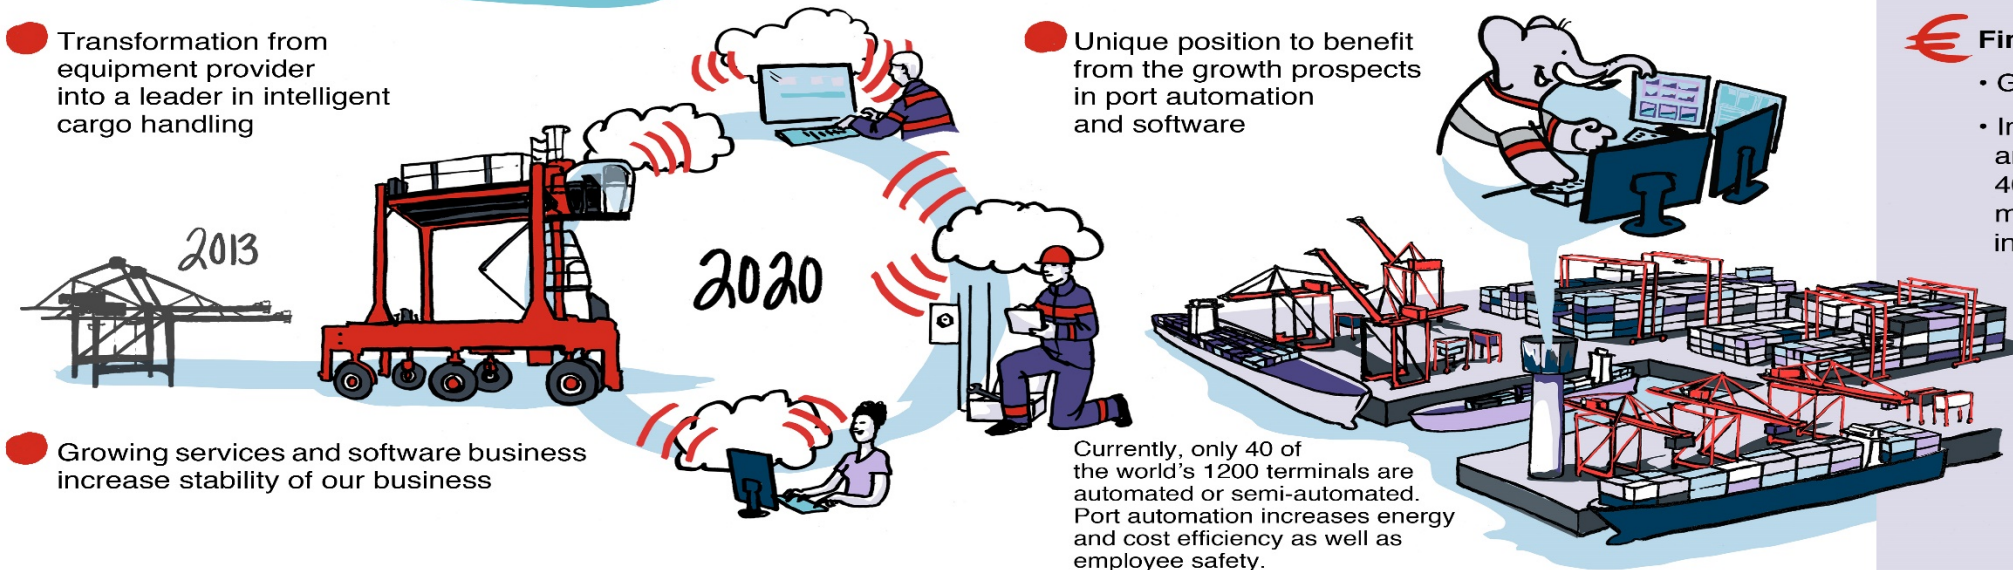 Transformation from
equipment provider
into a leader in intelligent
cargo handling
2013
2020
Growing services and software business
increase stability of our business
Unique position to benefit
from the growth prospects
in port automation
and software
Currently, only 40 of
the world's 1200 terminals are
automated or semi-automated.
Port automation increases energy
and cost efficiency as well as
employee safety.
€